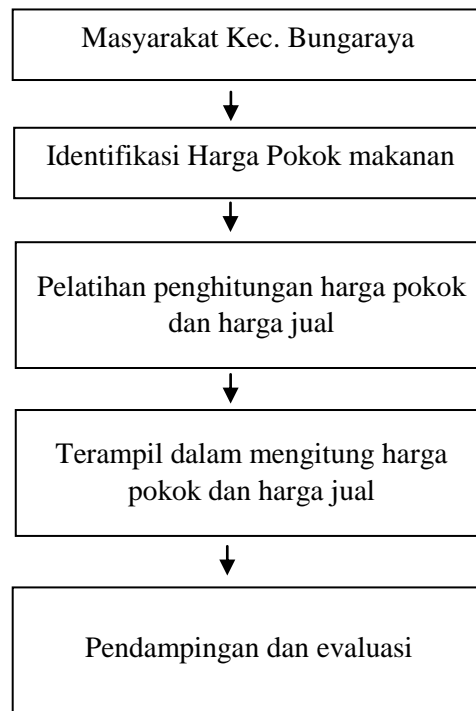 Masyarakat Kec. Bungaraya
Identifikasi Harga Pokok makanan
Pelatihan penghitungan harga pokok
dan harga jual
Terampil dalam mengitung harga
pokok dan harga jual
Pendampingan dan evaluasi